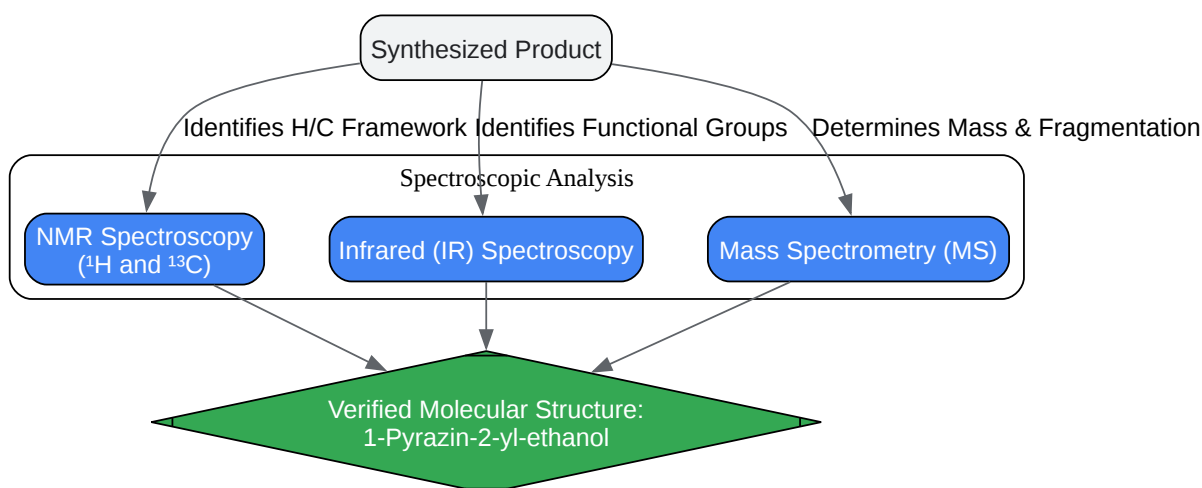 Synthesized Product
Identifies H/C Framework
Identifies Functional Groups
Determines Mass & Fragmentation
Spectroscopic Analysis
NMR Spectroscopy
(¹H and ¹³C)
Infrared (IR) Spectroscopy
Mass Spectrometry (MS)
Verified Molecular Structure:
1-Pyrazin-2-yl-ethanol